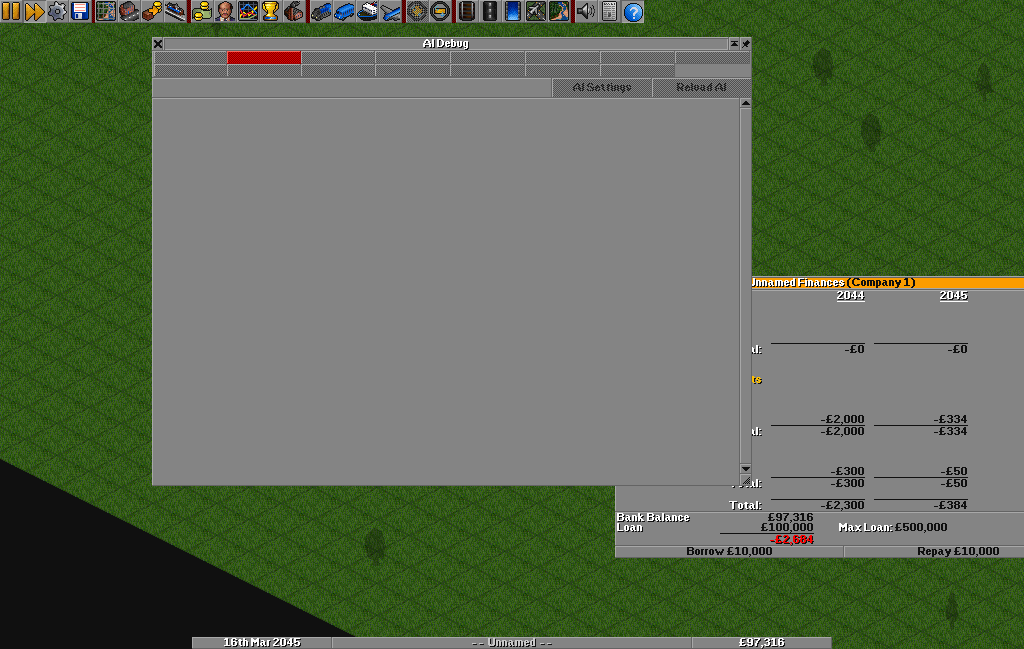 AI Debug
AI Settings Reload AI
Unnamed Finances (Company 1)
2044 2045
-£0 -£0
-£2,000 -£334
-£2,000 -£334
-£300 -£50
-£300 -£50
Total: -£2,300 -£384
Bank Balance £97,316
Loan £100,000 Max Loan: £500,000
-£2,684
Borrow £10,000 Repay £10,000
16th Mar 2045 -- Unnamed -- £97,316